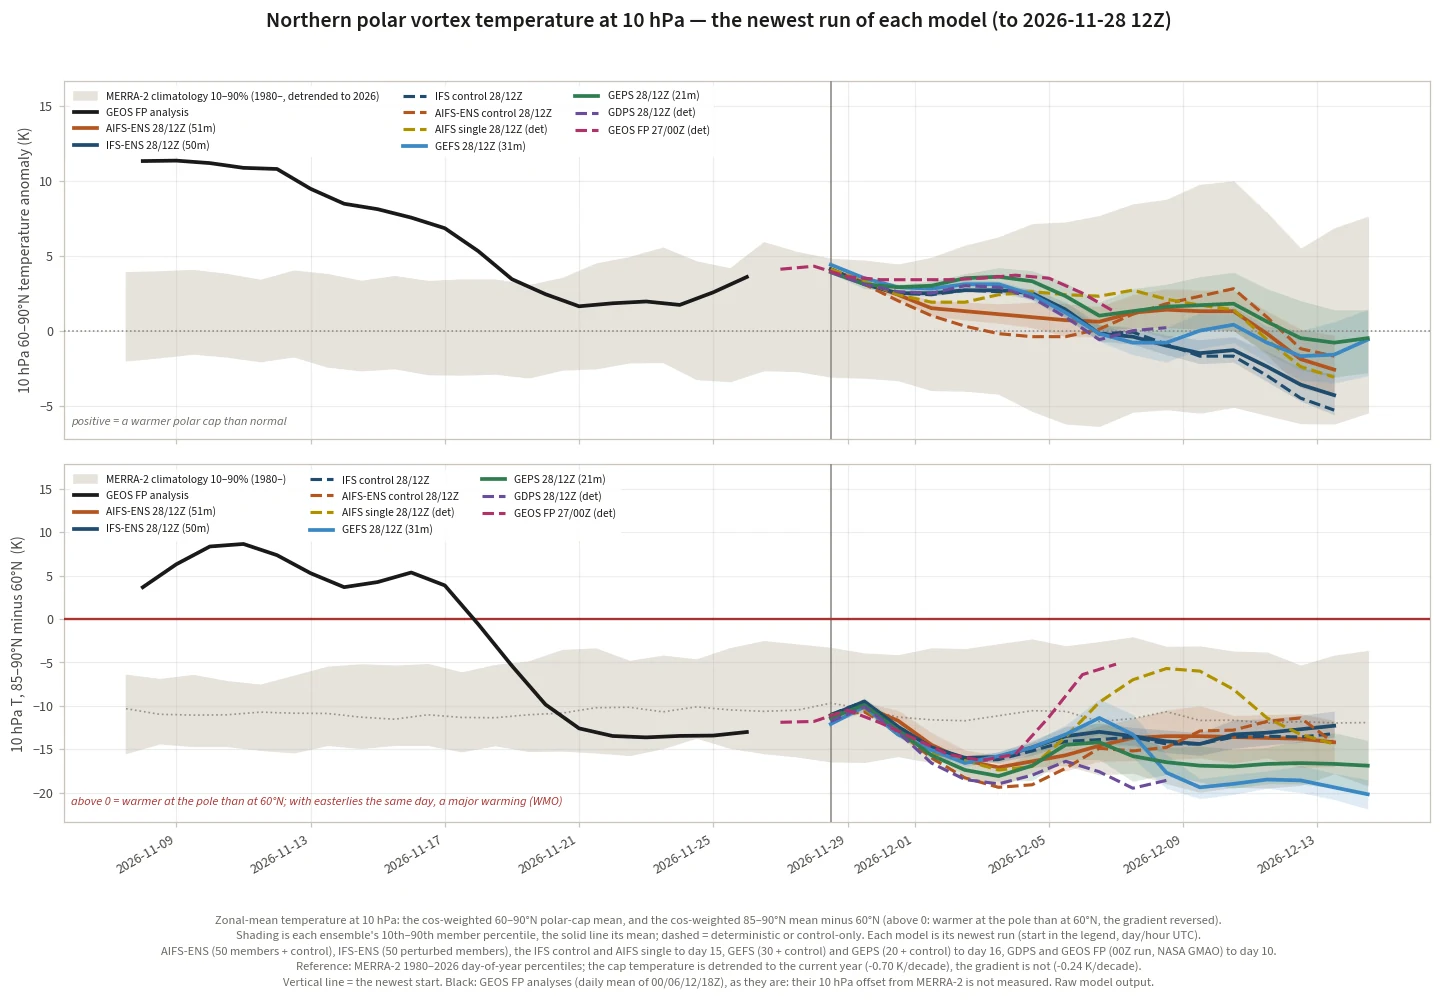 Northern polar vortex temperature at 10 hPa — the newest run of each model (to 2026-11-28 12Z)
10 hPa 60–90°N temperature anomaly (K)
15
10
5
0
−5
MERRA-2 climatology 10–90% (1980–, detrended to 2026)
GEOS FP analysis
AIFS-ENS 28/12Z (51m)
IFS-ENS 28/12Z (50m)
IFS control 28/12Z
AIFS-ENS control 28/12Z
AIFS single 28/12Z (det)
GEFS 28/12Z (31m)
GEPS 28/12Z (21m)
GDPS 28/12Z (det)
GEOS FP 27/00Z (det)
positive = a warmer polar cap than normal
10 hPa T, 85–90°N minus 60°N  (K)
15
10
5
0
−5
−10
−15
−20
MERRA-2 climatology 10–90% (1980–)
GEOS FP analysis
AIFS-ENS 28/12Z (51m)
IFS-ENS 28/12Z (50m)
IFS control 28/12Z
AIFS-ENS control 28/12Z
AIFS single 28/12Z (det)
GEFS 28/12Z (31m)
GEPS 28/12Z (21m)
GDPS 28/12Z (det)
GEOS FP 27/00Z (det)
above 0 = warmer at the pole than at 60°N; with easterlies the same day, a major warming (WMO)
2026-11-09
2026-11-13
2026-11-17
2026-11-21
2026-11-25
2026-11-29
2026-12-01
2026-12-05
2026-12-09
2026-12-13
Zonal-mean temperature at 10 hPa: the cos-weighted 60–90°N polar-cap mean, and the cos-weighted 85–90°N mean minus 60°N (above 0: warmer at the pole than at 60°N, the gradient reversed).
Shading is each ensemble's 10th–90th member percentile, the solid line its mean; dashed = deterministic or control-only. Each model is its newest run (start in the legend, day/hour UTC).
AIFS-ENS (50 members + control), IFS-ENS (50 perturbed members), the IFS control and AIFS single to day 15, GEFS (30 + control) and GEPS (20 + control) to day 16, GDPS and GEOS FP (00Z run, NASA GMAO) to day 10.
Reference: MERRA-2 1980–2026 day-of-year percentiles; the cap temperature is detrended to the current year (-0.70 K/decade), the gradient is not (-0.24 K/decade).
Vertical line = the newest start. Black: GEOS FP analyses (daily mean of 00/06/12/18Z), as they are: their 10 hPa offset from MERRA-2 is not measured. Raw model output.